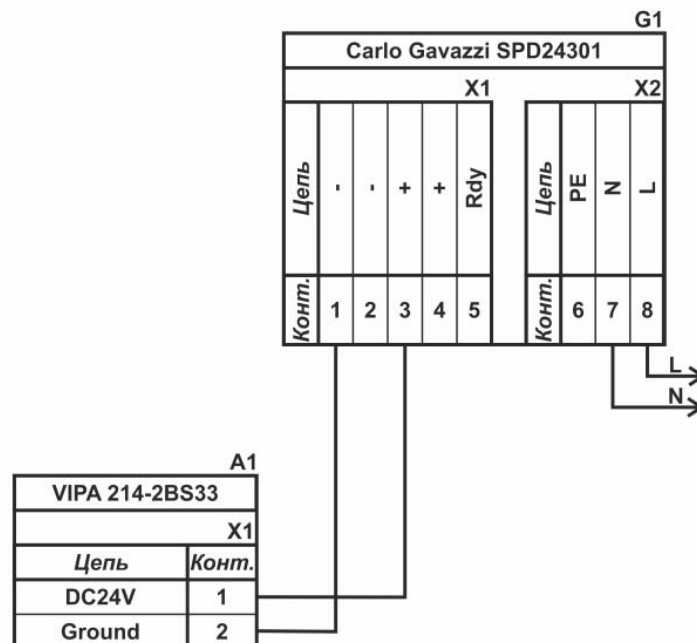 G1
Carlo Gavazzi SPD24301
X1 X2
Цепь - - + + Rdy Цепь PE N L
Конт. 1 2 3 4 5 Конт. 6 7 8
L
N
A1
VIPA 214-2BS33
X1
Цепь Конт.
DC24V 1
Ground 2